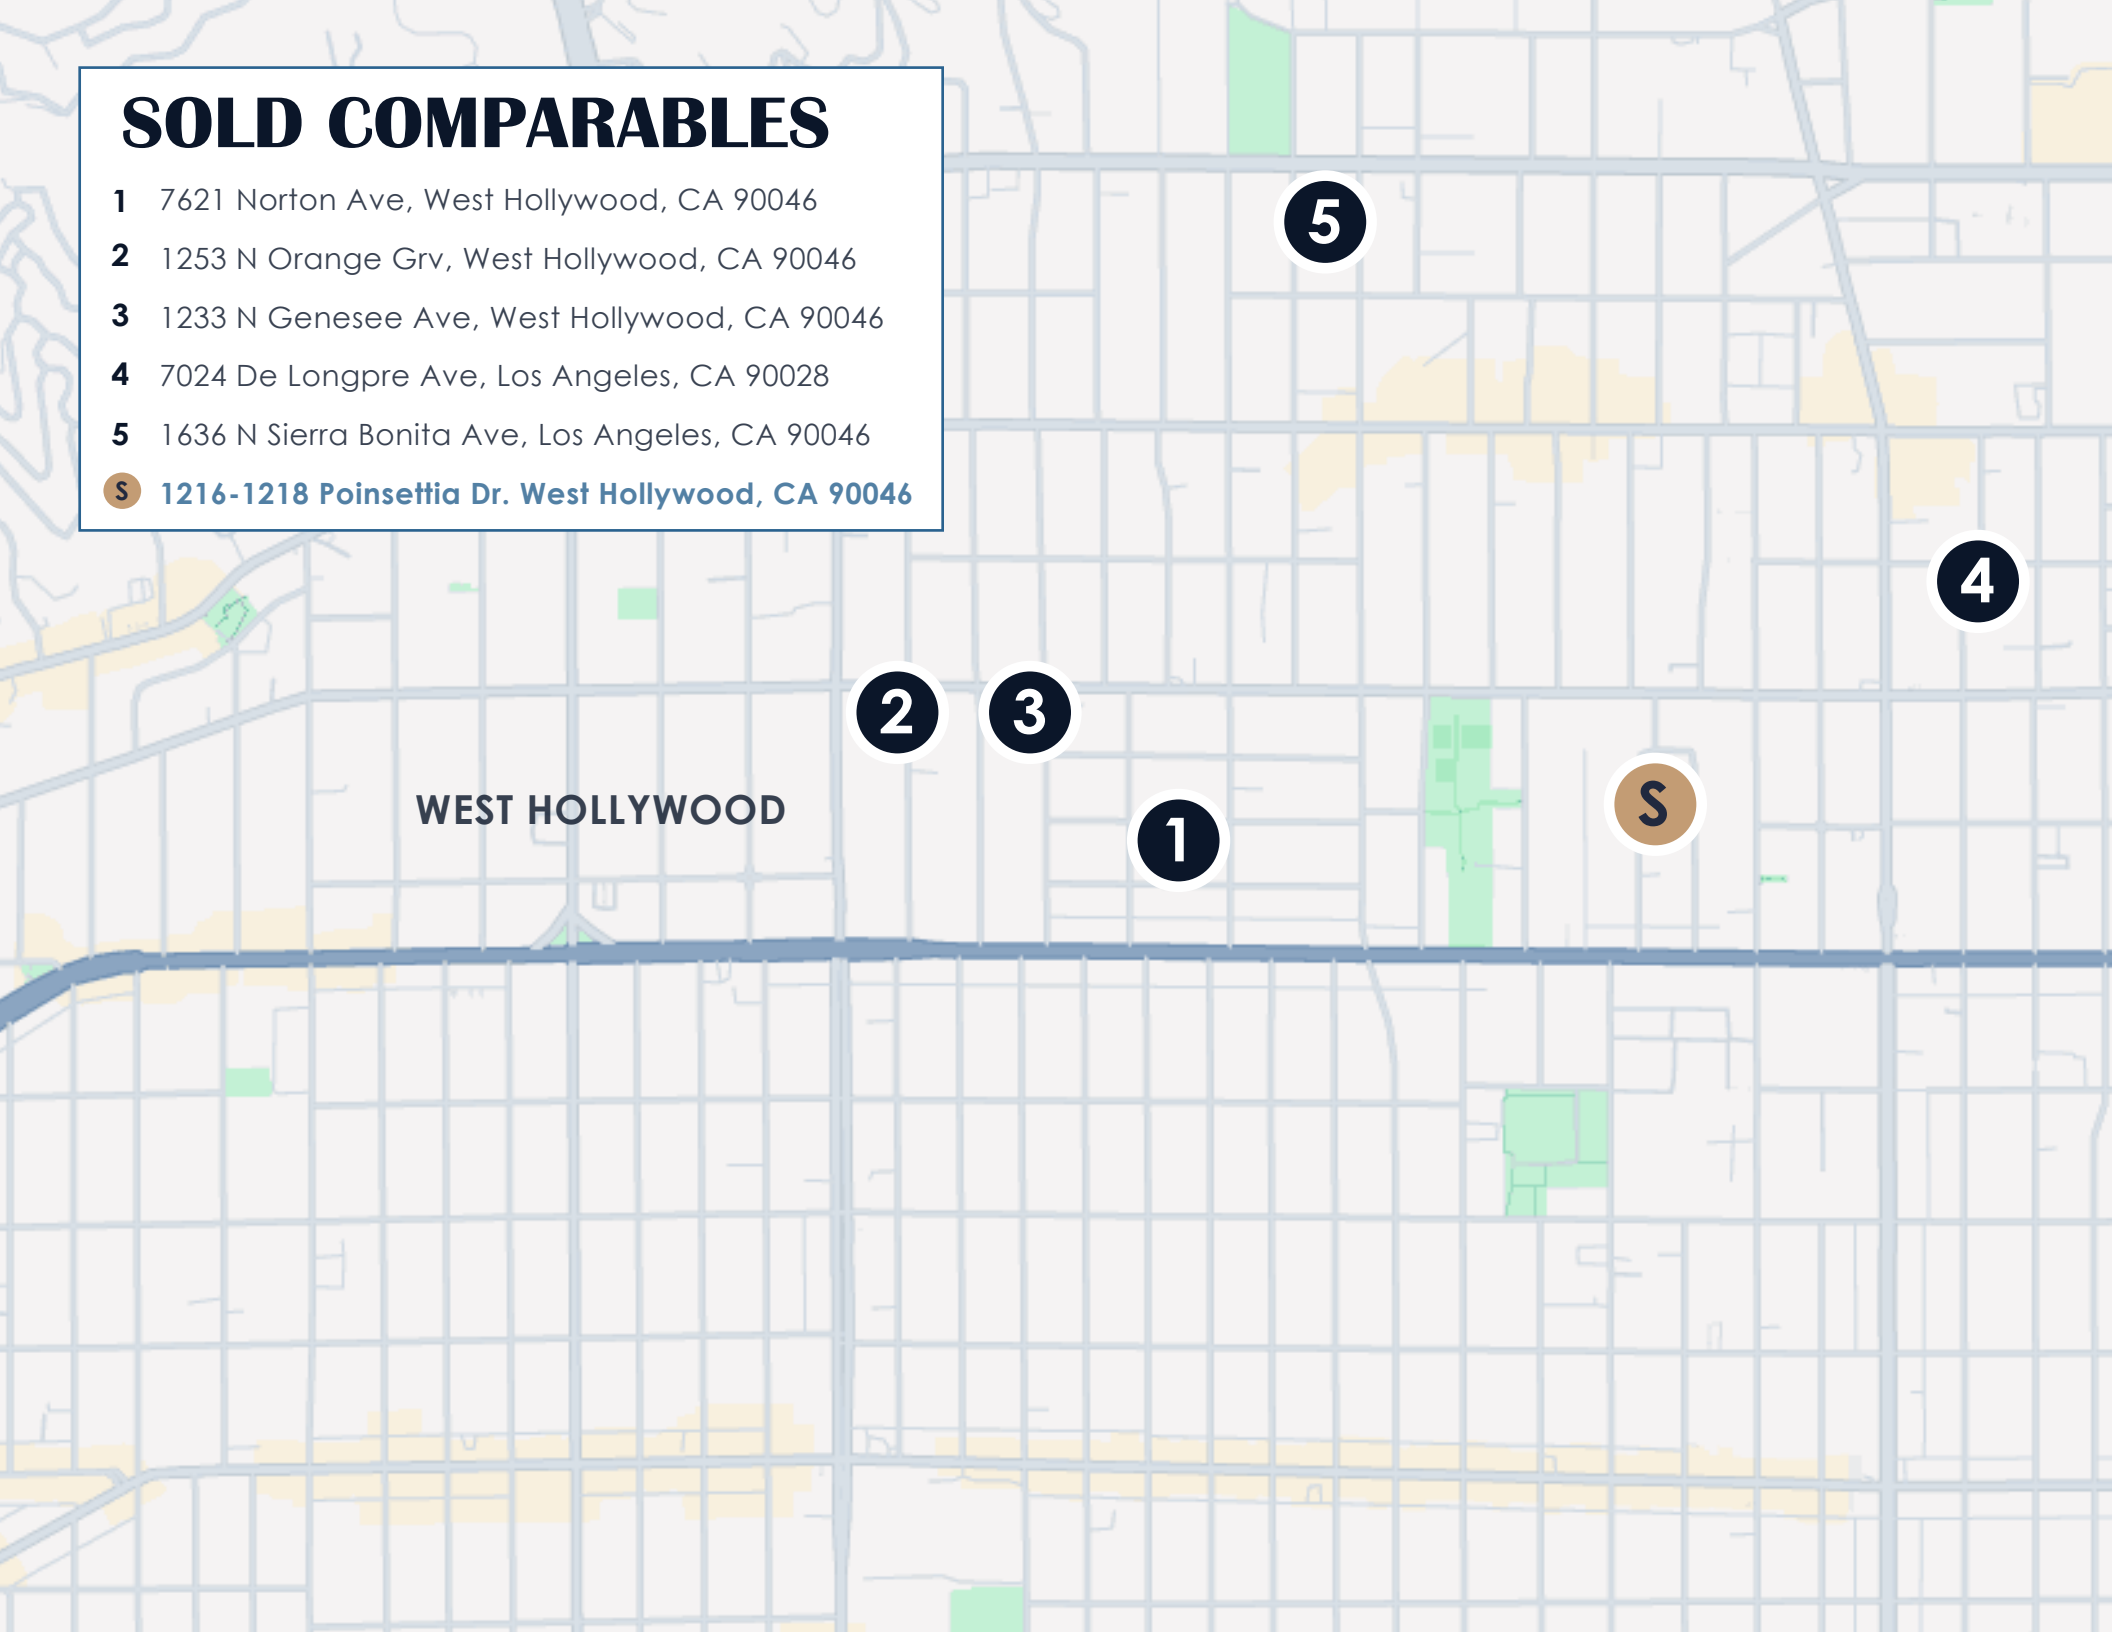 SOLD COMPARABLES
1 7621 Norton Ave, West Hollywood, CA 90046
2 1253 N Orange Grv, West Hollywood, CA 90046
3 1233 N Genesee Ave, West Hollywood, CA 90046
4 7024 De Longpre Ave, Los Angeles, CA 90028
5 1636 N Sierra Bonita Ave, Los Angeles, CA 90046
S 1216-1218 Poinsettia Dr. West Hollywood, CA 90046
5
4
2 3
WEST HOLLYWOOD
1
S